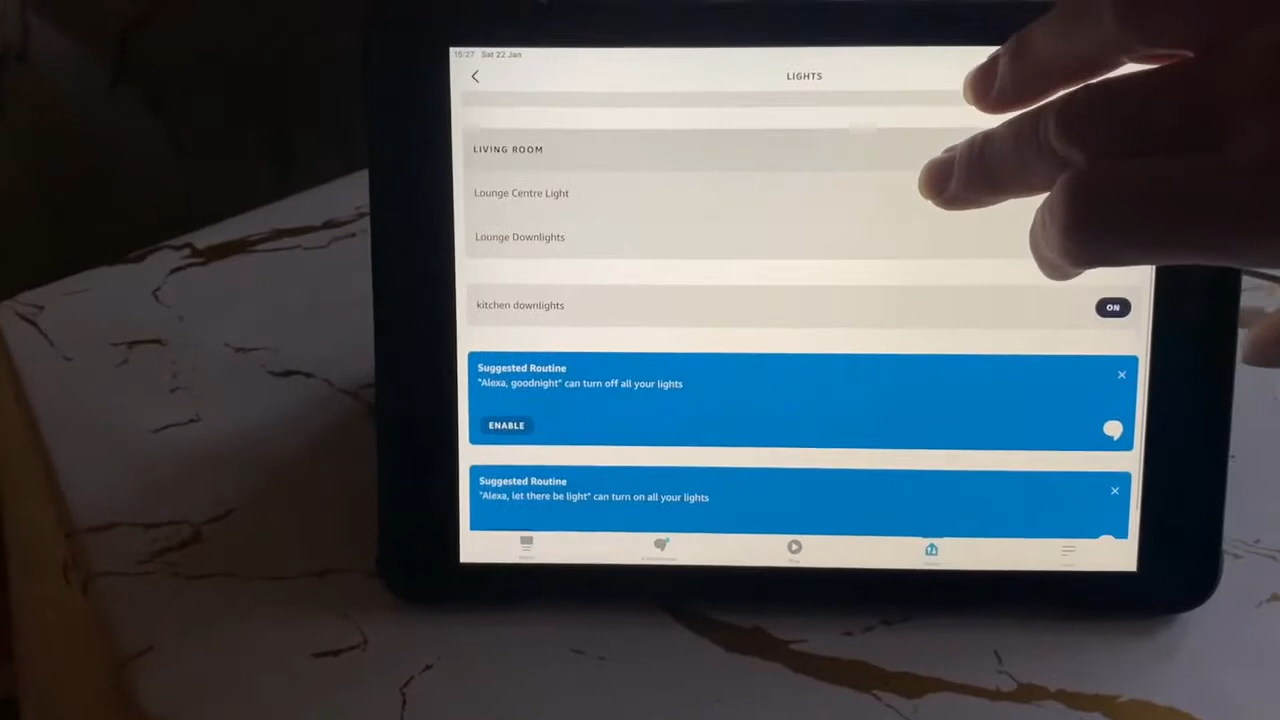 15:27 Sat 22 Jan
LIGHTS
LIVING ROOM
Lounge Centre Light
Lounge Downlights
kitchen downlights
ON
Suggested Routine
"Alexa, goodnight" can turn off all your lights
ENABLE
Suggested Routine
"Alexa, let there be light" can turn on all your lights